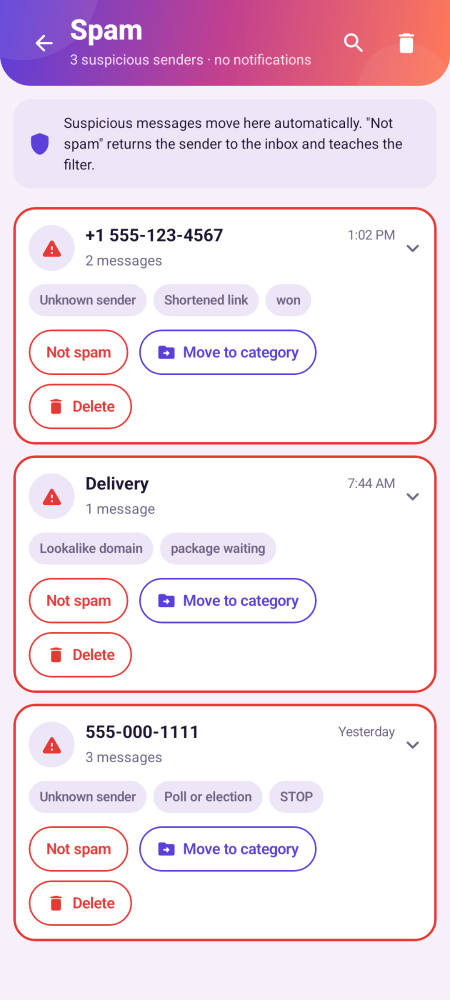 Spam
3 suspicious senders · no notifications
Suspicious messages move here automatically. "Not
spam" returns the sender to the inbox and teaches the
filter.
+1 555-123-4567
1:02 PM
2 messages
Unknown sender
Shortened link
won
Not spam
Move to category
Delete
Delivery
7:44 AM
1 message
Lookalike domain
package waiting
Not spam
Move to category
Delete
555-000-1111
Yesterday
3 messages
Unknown sender
Poll or election
STOP
Not spam
Move to category
Delete